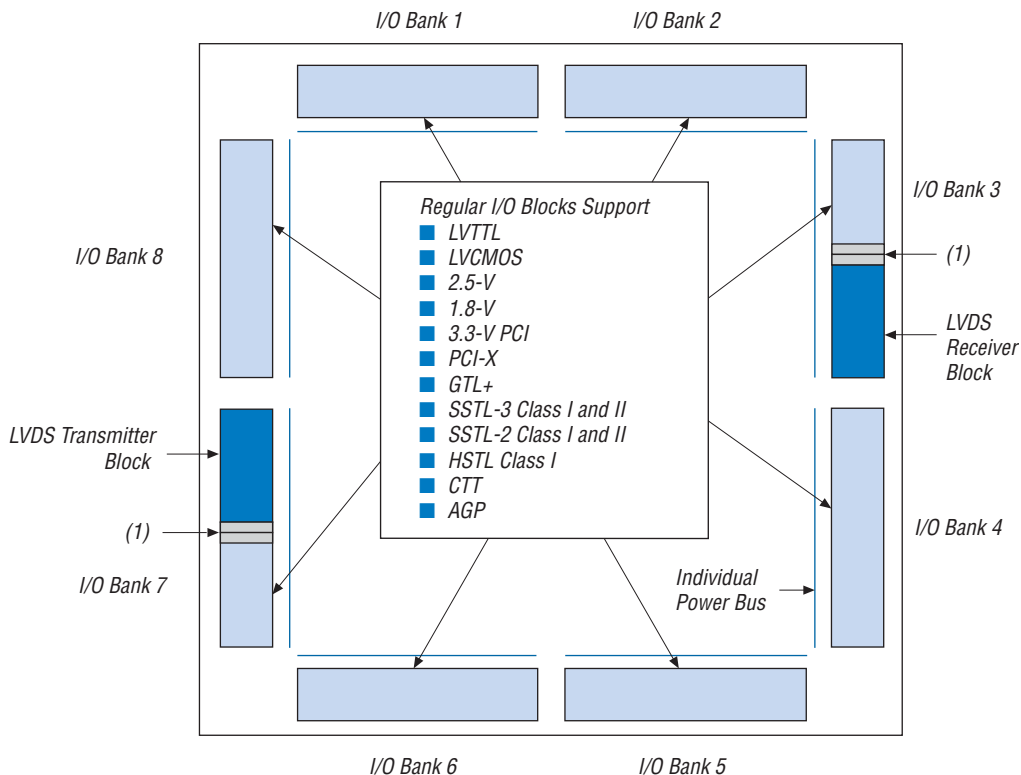 I/O Bank 1
I/O Bank 2
I/O Bank 8
Regular I/O Blocks Support
LVTTL
LVCMOS
2.5-V
1.8-V
3.3-V PCI
PCI-X
GTL+
SSTL-3 Class I and II
SSTL-2 Class I and II
HSTL Class I
CTT
AGP
I/O Bank 3
(1)
LVDS
Receiver
Block
LVDS Transmitter
Block
(1)
I/O Bank 7
Individual
Power Bus
I/O Bank 4
I/O Bank 6
I/O Bank 5